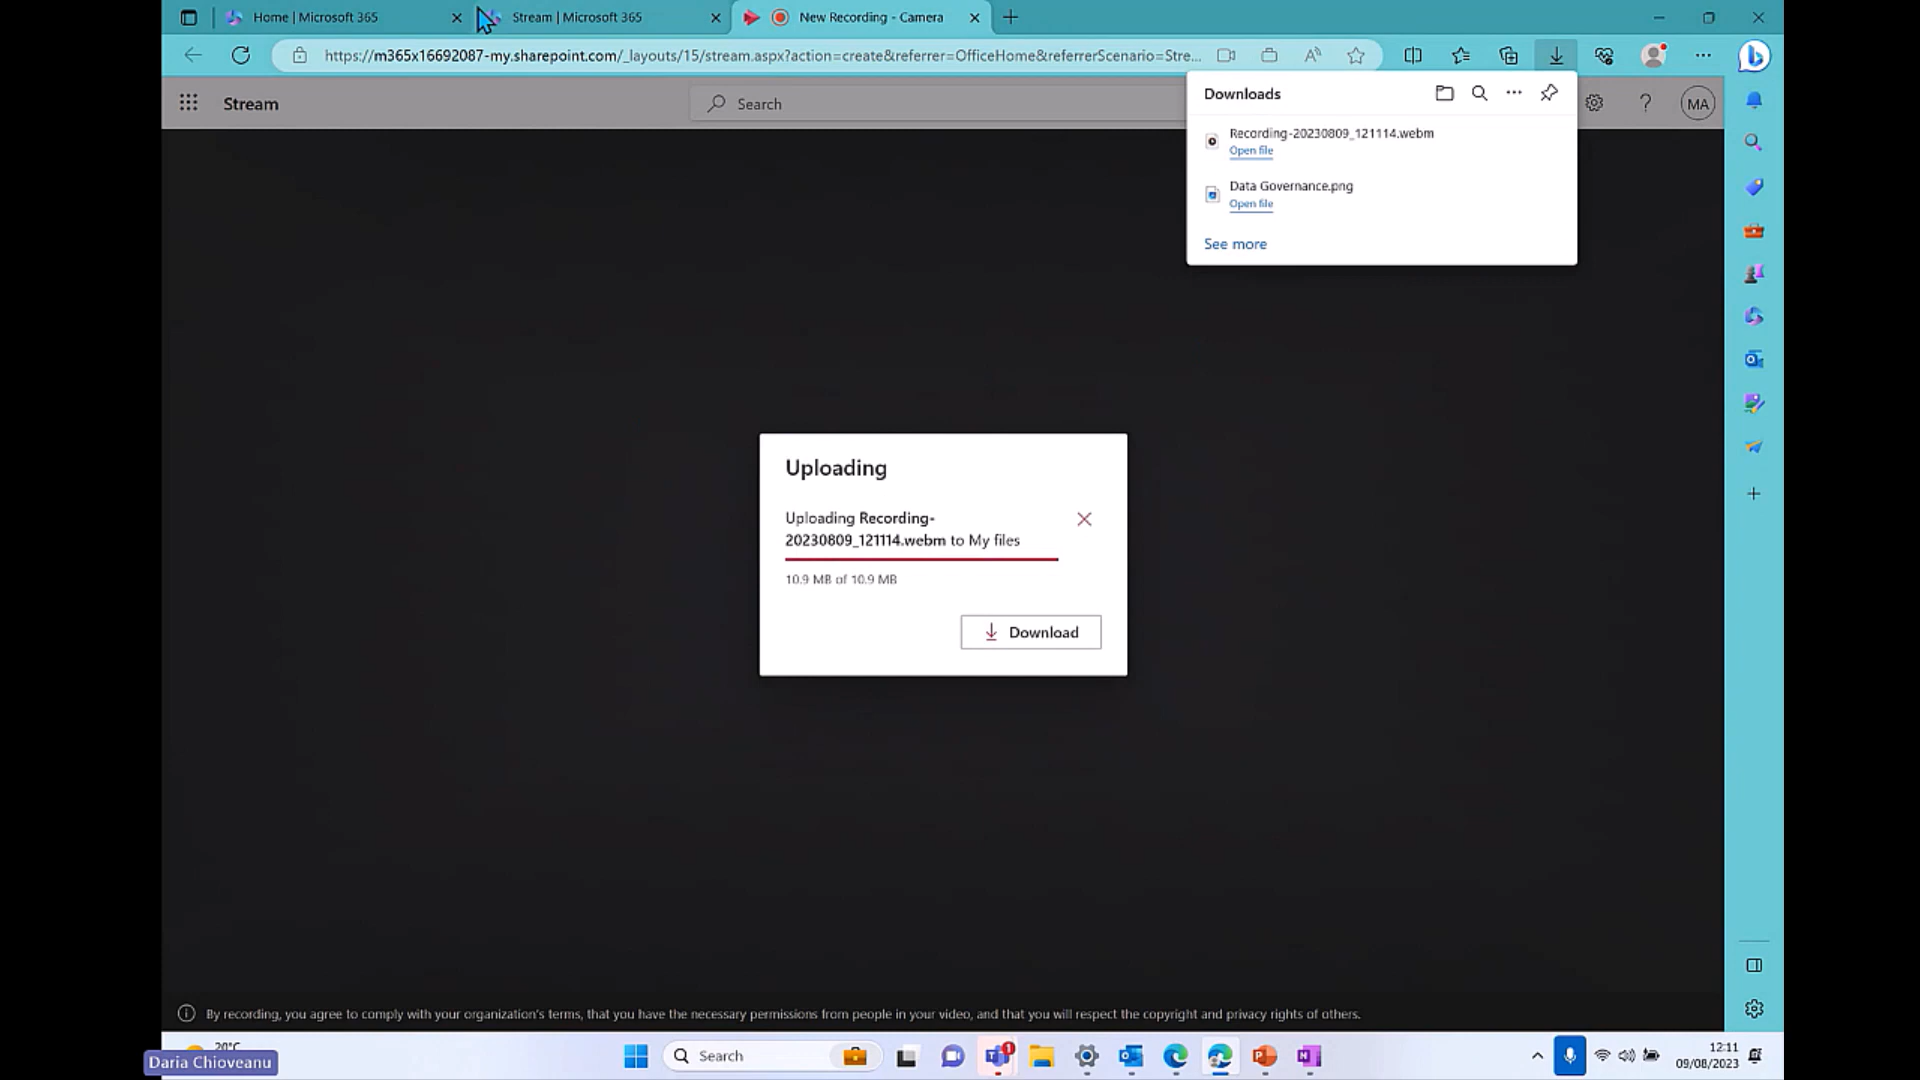 Home | Microsoft 365
Stream | Microsoft 365
New Recording - Camera
https://m365x16692087-my.sharepoint.com/_layouts/15/stream.aspx?action=create&referrer=OfficeHome&referrerScenario=Stre...
Stream
Search
MA
Downloads
Recording-20230809_121114.webm
Open file
Data Governance.png
Open file
See more
Uploading
Uploading Recording-
20230809_121114.webm to My files
10.9 MB of 10.9 MB
Download
By recording, you agree to comply with your organization's terms, that you have the necessary permissions from people in your video, and that you will respect the copyright and privacy rights of others.
20°C
Daria Chioveanu
Search
1
12:11
09/08/2023